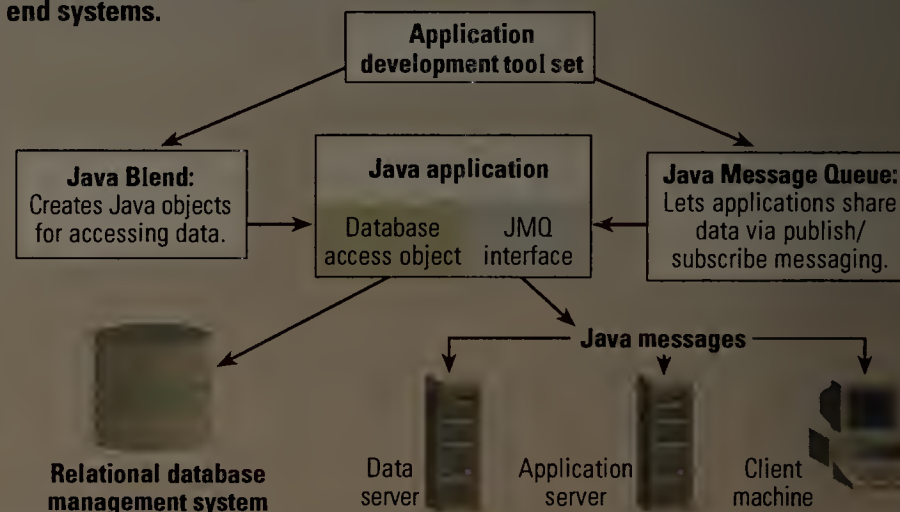 end systems.
Application
development tool set
Java Blend:
Creates Java objects
for accessing data.
Java application
Database
access object
JMQ
interface
Java Message Queue:
Lets applications share
data via publish/
subscribe messaging.
Java messages
Relational database
management system
Data
server
Application
server
Client
machine